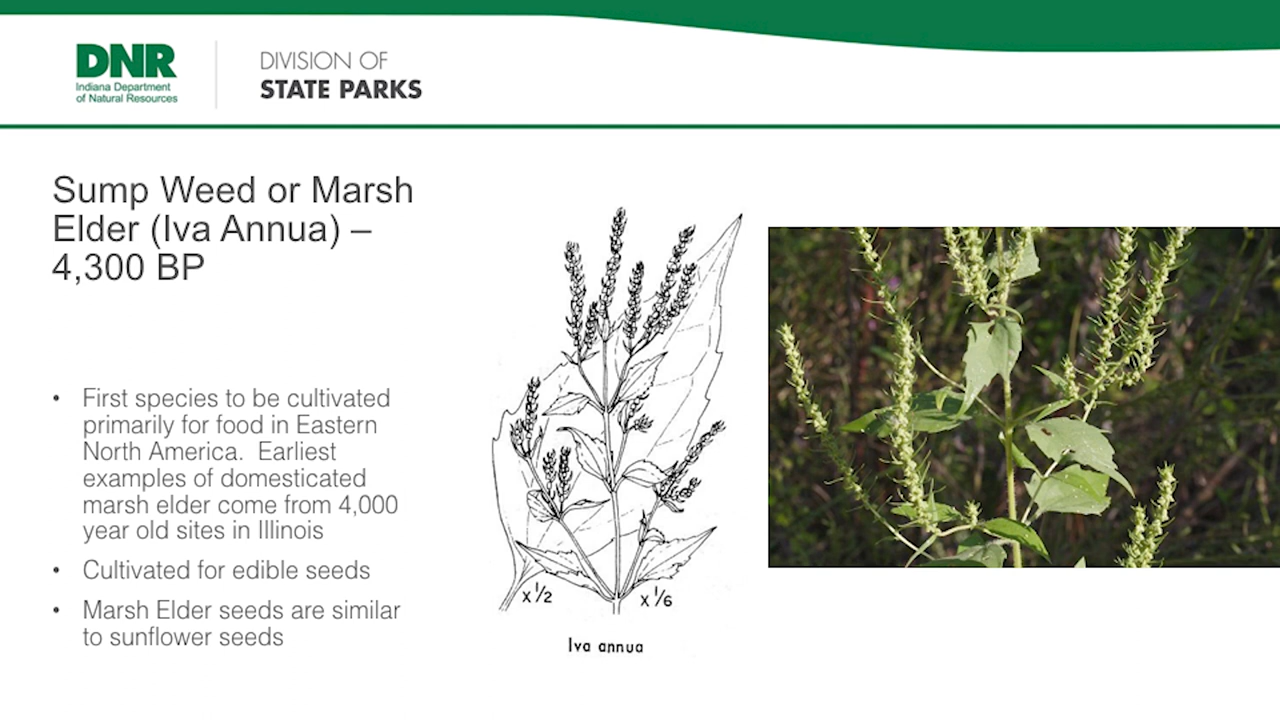 DNR
Indiana Department
of Natural Resources
DIVISION OF
STATE PARKS
Sump Weed or Marsh
Elder (Iva Annua) –
4,300 BP
• First species to be cultivated
primarily for food in Eastern
North America.  Earliest
examples of domesticated
marsh elder come from 4,000
year old sites in Illinois
• Cultivated for edible seeds
• Marsh Elder seeds are similar
to sunflower seeds
x 1/2
x 1/6
Iva annua